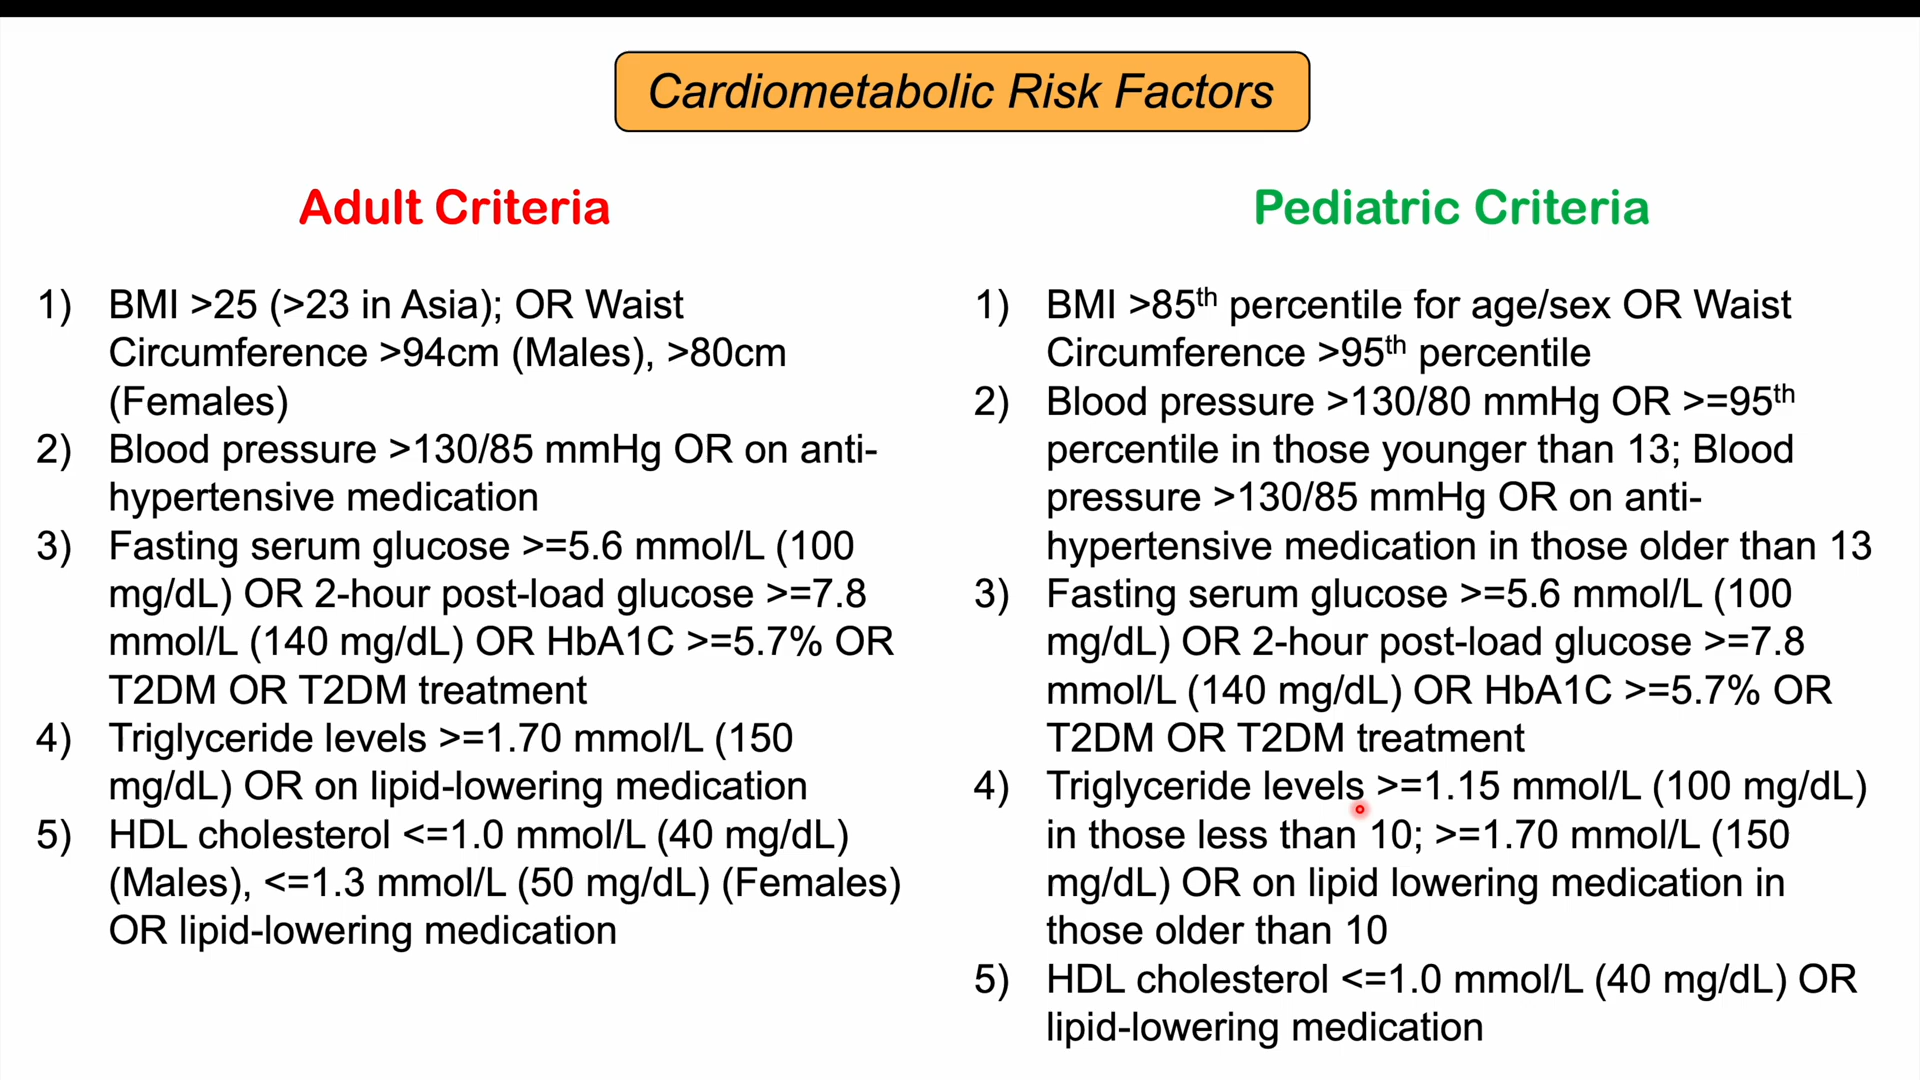 Cardiometabolic Risk Factors
Adult Criteria
1) BMI >25 (>23 in Asia); OR Waist
Circumference >94cm (Males), >80cm
(Females)
2) Blood pressure >130/85 mmHg OR on anti-
hypertensive medication
3) Fasting serum glucose >=5.6 mmol/L (100
mg/dL) OR 2-hour post-load glucose >=7.8
mmol/L (140 mg/dL) OR HbA1C >=5.7% OR
T2DM OR T2DM treatment
4) Triglyceride levels >=1.70 mmol/L (150
mg/dL) OR on lipid-lowering medication
5) HDL cholesterol <=1.0 mmol/L (40 mg/dL)
(Males), <=1.3 mmol/L (50 mg/dL) (Females)
OR lipid-lowering medication
Pediatric Criteria
1) BMI >85th percentile for age/sex OR Waist
Circumference >95th percentile
2) Blood pressure >130/80 mmHg OR >=95th
percentile in those younger than 13; Blood
pressure >130/85 mmHg OR on anti-
hypertensive medication in those older than 13
3) Fasting serum glucose >=5.6 mmol/L (100
mg/dL) OR 2-hour post-load glucose >=7.8
mmol/L (140 mg/dL) OR HbA1C >=5.7% OR
T2DM OR T2DM treatment
4) Triglyceride levels >=1.15 mmol/L (100 mg/dL)
in those less than 10; >=1.70 mmol/L (150
mg/dL) OR on lipid lowering medication in
those older than 10
5) HDL cholesterol <=1.0 mmol/L (40 mg/dL) OR
lipid-lowering medication